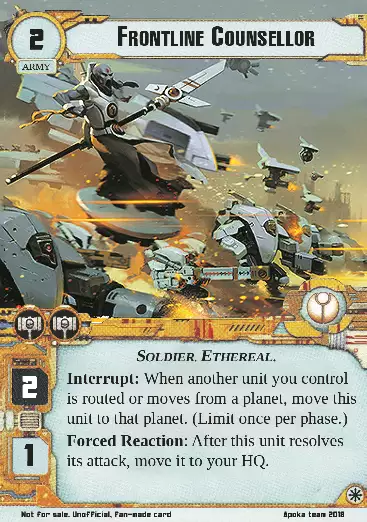 2
FRONTLINE COUNSELLOR
ARMY
SOLDIER. ETHEREAL.
2
Interrupt: When another unit you control
is routed or moves from a planet, move this
unit to that planet. (Limit once per phase.)
1
Forced Reaction: After this unit resolves
its attack, move it to your HQ.
Not for sale. Unofficial, Fan-made card
Apoka team 2018